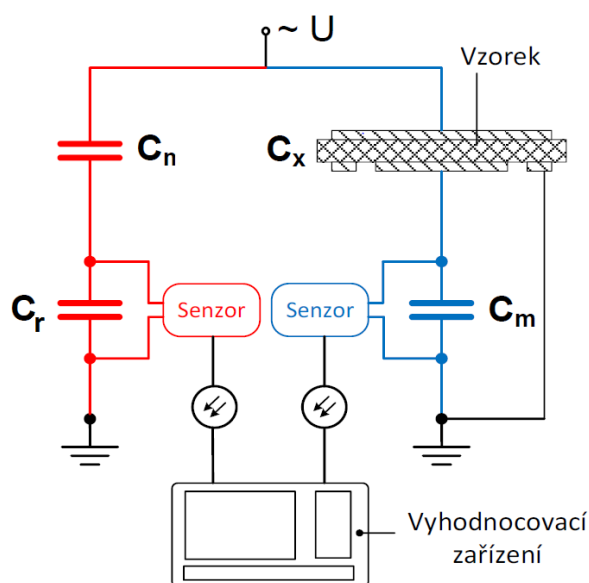 ~ U
Vzorek
Cn
Cx
Cr
Senzor
Senzor
Cm
Vyhodnocovací
zařízení